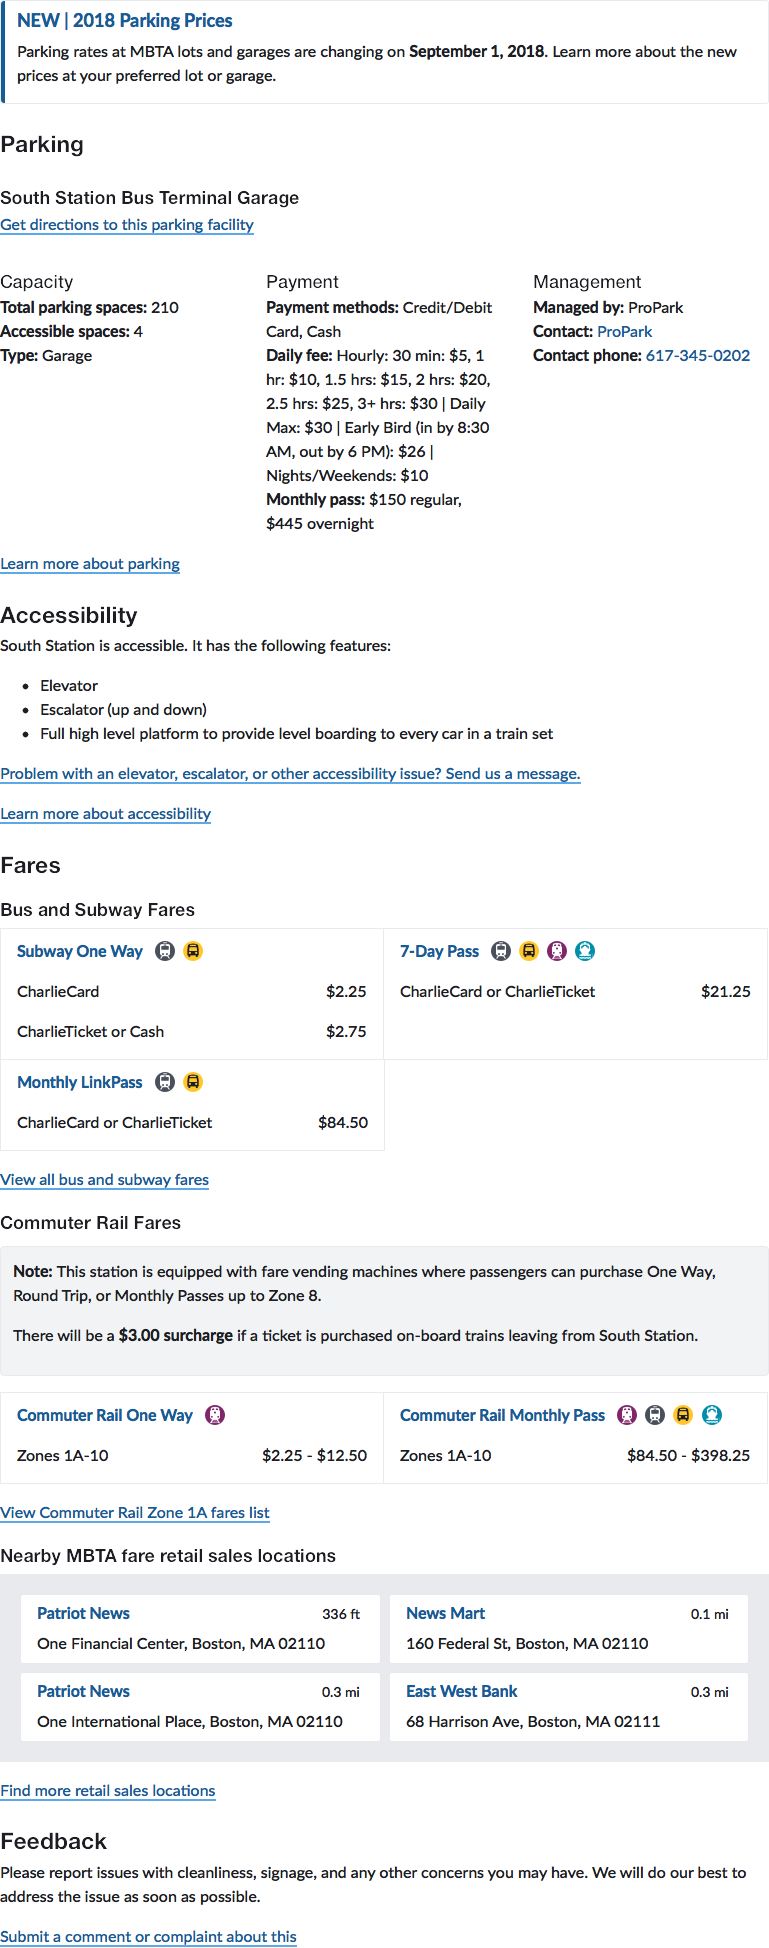 NEW | 2018 Parking Prices
Parking rates at MBTA lots and garages are changing on September 1, 2018. Learn more about the new
prices at your preferred lot or garage.
Parking
South Station Bus Terminal Garage
Get directions to this parking facility
Capacity
Total parking spaces: 210
Accessible spaces: 4
Type: Garage
Payment
Payment methods: Credit/Debit
Card, Cash
Daily fee: Hourly: 30 min: $5, 1
hr: $10, 1.5 hrs: $15, 2 hrs: $20,
2.5 hrs: $25, 3+ hrs: $30 | Daily
Max: $30 | Early Bird (in by 8:30
AM, out by 6 PM): $26 |
Nights/Weekends: $10
Monthly pass: $150 regular,
$445 overnight
Management
Managed by: ProPark
Contact: ProPark
Contact phone: 617-345-0202
Learn more about parking
Accessibility
South Station is accessible. It has the following features:
• Elevator
• Escalator (up and down)
• Full high level platform to provide level boarding to every car in a train set
Problem with an elevator, escalator, or other accessibility issue? Send us a message.
Learn more about accessibility
Fares
Bus and Subway Fares
Subway One Way
CharlieCard $2.25
CharlieTicket or Cash $2.75
7-Day Pass
CharlieCard or CharlieTicket $21.25
Monthly LinkPass
CharlieCard or CharlieTicket $84.50
View all bus and subway fares
Commuter Rail Fares
Note: This station is equipped with fare vending machines where passengers can purchase One Way,
Round Trip, or Monthly Passes up to Zone 8.
There will be a $3.00 surcharge if a ticket is purchased on-board trains leaving from South Station.
Commuter Rail One Way
Zones 1A-10 $2.25 - $12.50
Commuter Rail Monthly Pass
Zones 1A-10 $84.50 - $398.25
View Commuter Rail Zone 1A fares list
Nearby MBTA fare retail sales locations
Patriot News 336 ft
One Financial Center, Boston, MA 02110
News Mart 0.1 mi
160 Federal St, Boston, MA 02110
Patriot News 0.3 mi
One International Place, Boston, MA 02110
East West Bank 0.3 mi
68 Harrison Ave, Boston, MA 02111
Find more retail sales locations
Feedback
Please report issues with cleanliness, signage, and any other concerns you may have. We will do our best to
address the issue as soon as possible.
Submit a comment or complaint about this